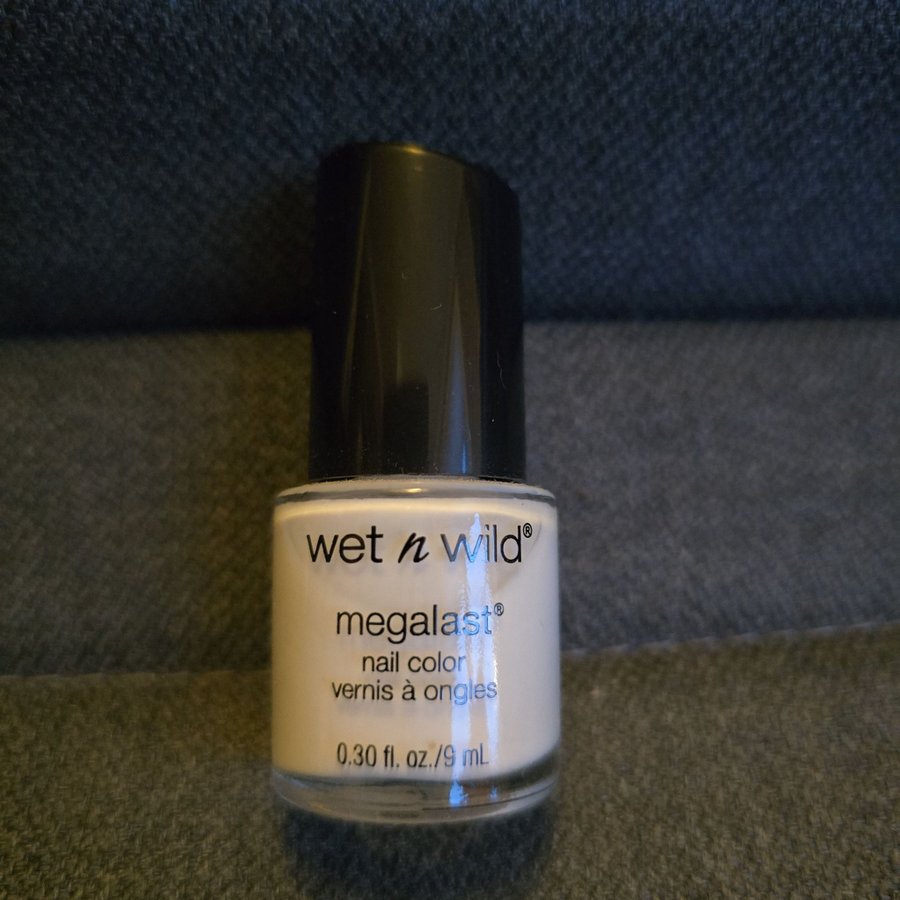 wet n wild®
megalast®
nail color
vernis à ongles
0.30 fl. oz./9 mL